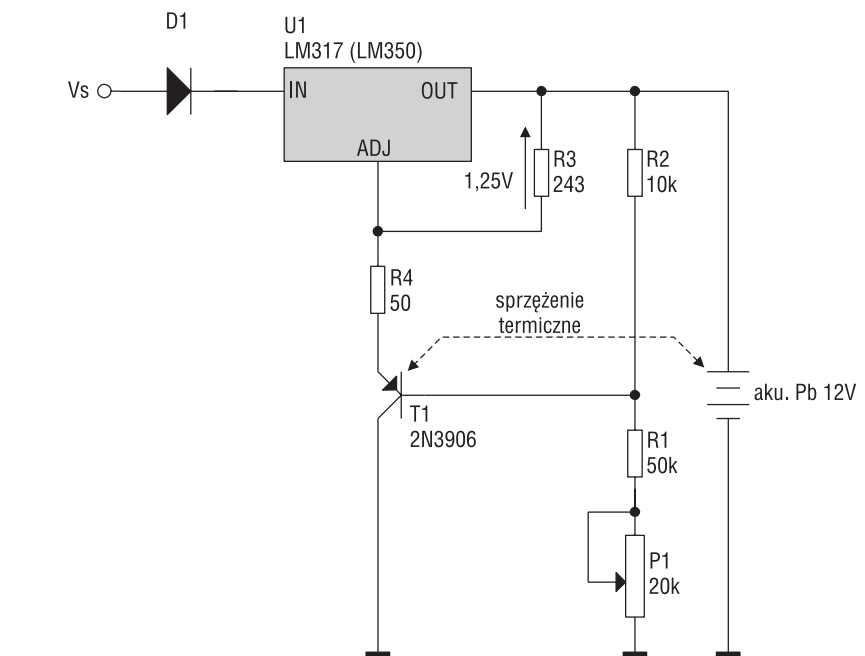 D1
U1
LM317 (LM350)
Vs
IN
OUT
ADJ
1,25V
R3
243
R2
10k
R4
50
sprzężenie
termiczne
aku. Pb 12V
T1
2N3906
R1
50k
P1
20k